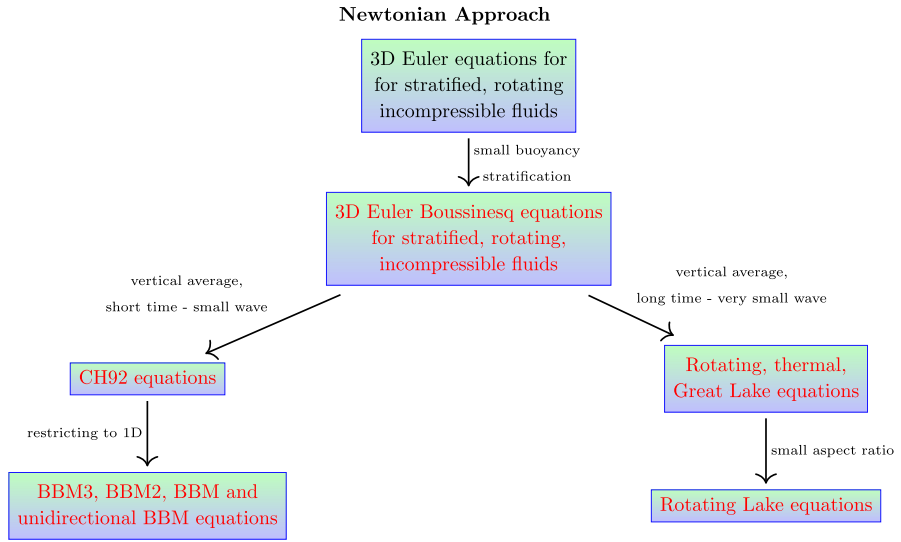 Newtonian Approach
3D Euler equations for
for stratified, rotating
incompressible fluids
small buoyancy
stratification
3D Euler Boussinesq equations
for stratified, rotating,
incompressible fluids
vertical average,
short time - small wave
vertical average,
long time - very small wave
CH92 equations
Rotating, thermal,
Great Lake equations
restricting to 1D
small aspect ratio
BBM3, BBM2, BBM and
unidirectional BBM equations
Rotating Lake equations